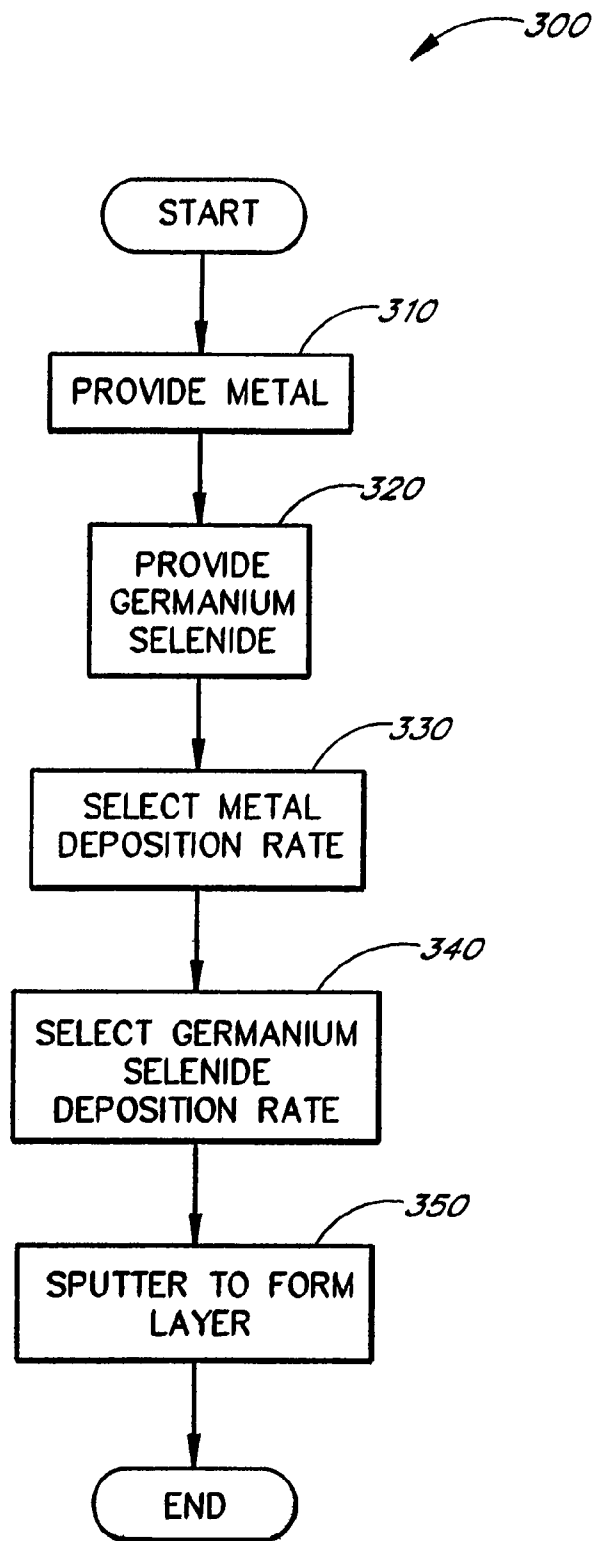 300
START
310
PROVIDE METAL
320
PROVIDE
GERMANIUM
SELENIDE
330
SELECT METAL
DEPOSITION RATE
340
SELECT GERMANIUM
SELENIDE
DEPOSITION RATE
350
SPUTTER TO FORM
LAYER
END